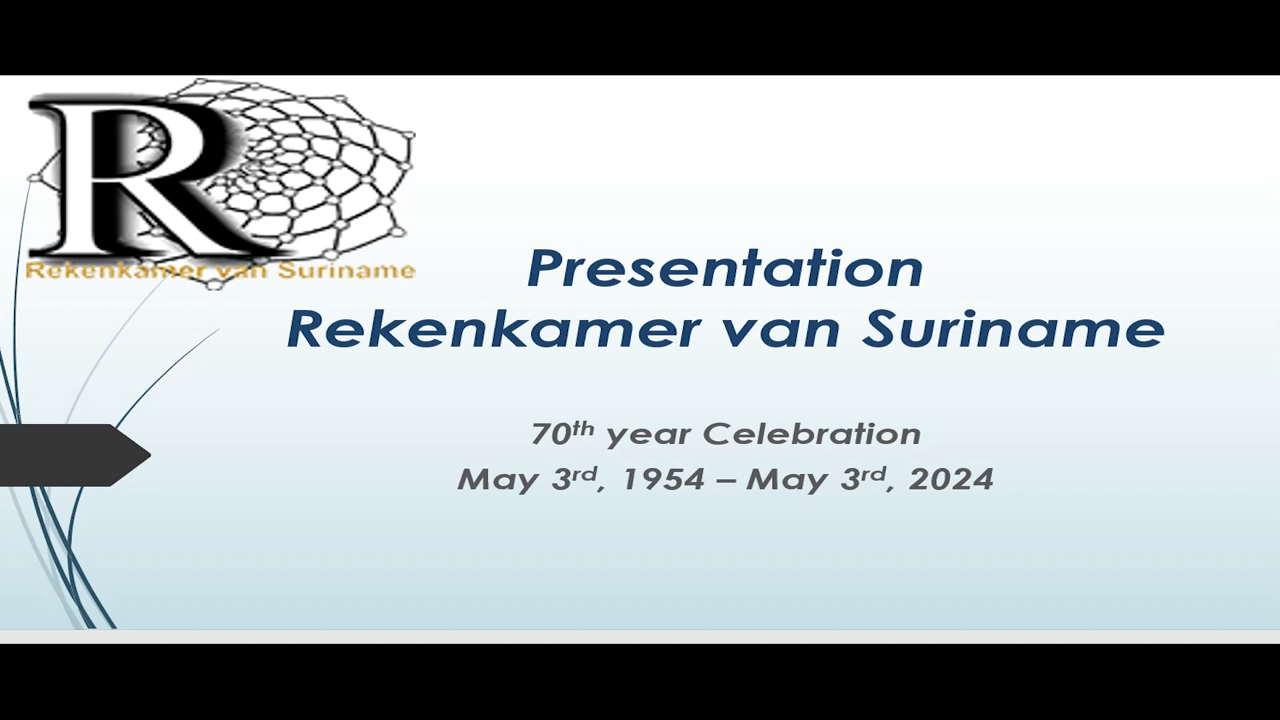 R
Rekenkamer van Suriname
Presentation
Rekenkamer van Suriname
70th year Celebration
May 3rd, 1954 – May 3rd, 2024